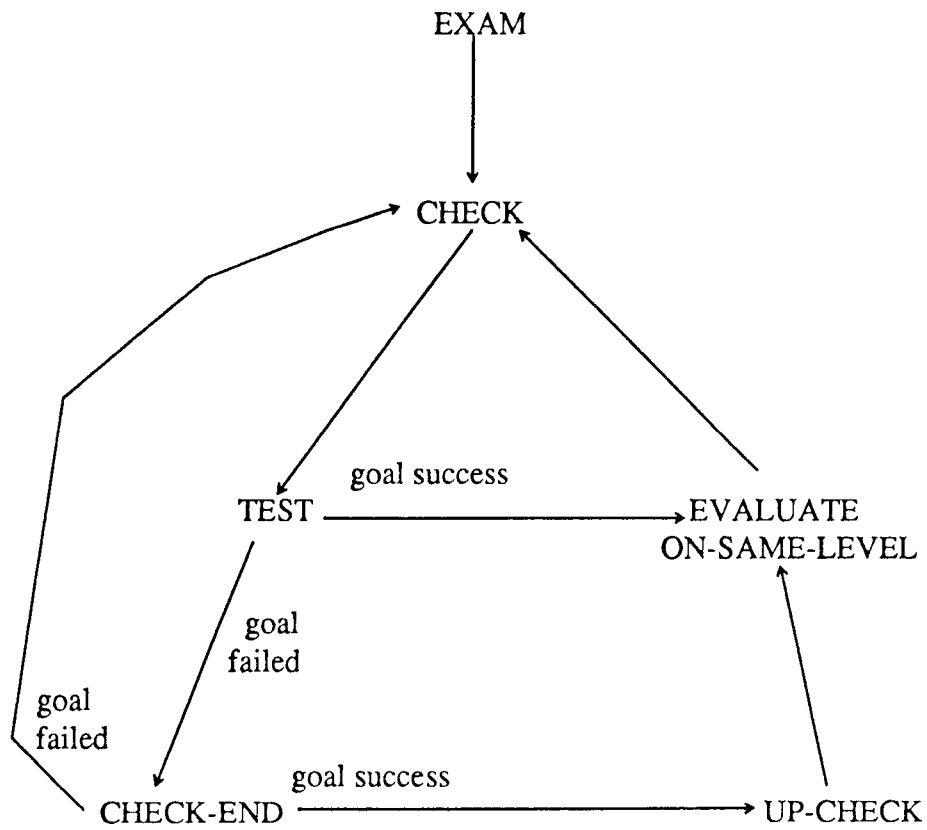 EXAM
CHECK
goal success
TEST
EVALUATE
ON-SAME-LEVEL
goal
failed
goal
failed
goal success
CHECK-END
UP-CHECK